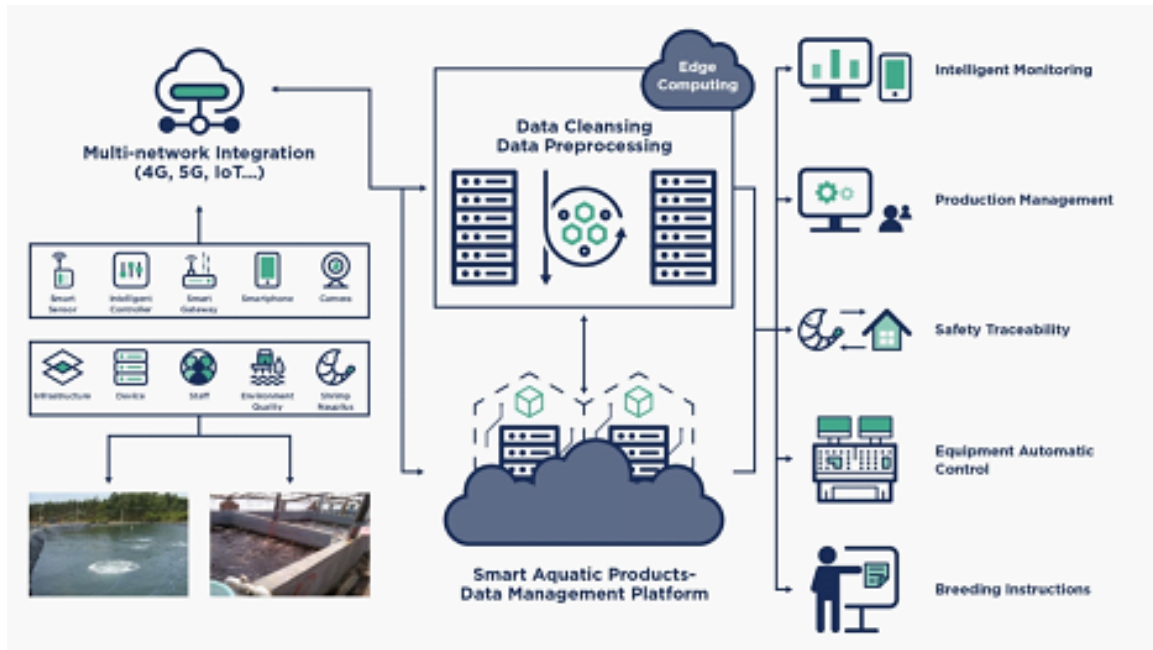 Edge
Computing
Data Cleansing
Data Preprocessing
Multi-network Integration
(4G, 5G, IoT...)
Smart
Sensor
Intelligent
Controller
Smart
Gateway
Smartphone
Camera
Infrastructure
Device
Staff
Environment
Quality
Smart Aquatic Products-
Data Management Platform
Intelligent Monitoring
Production Management
Safety Traceability
Equipment Automatic
Control
Breeding Instructions